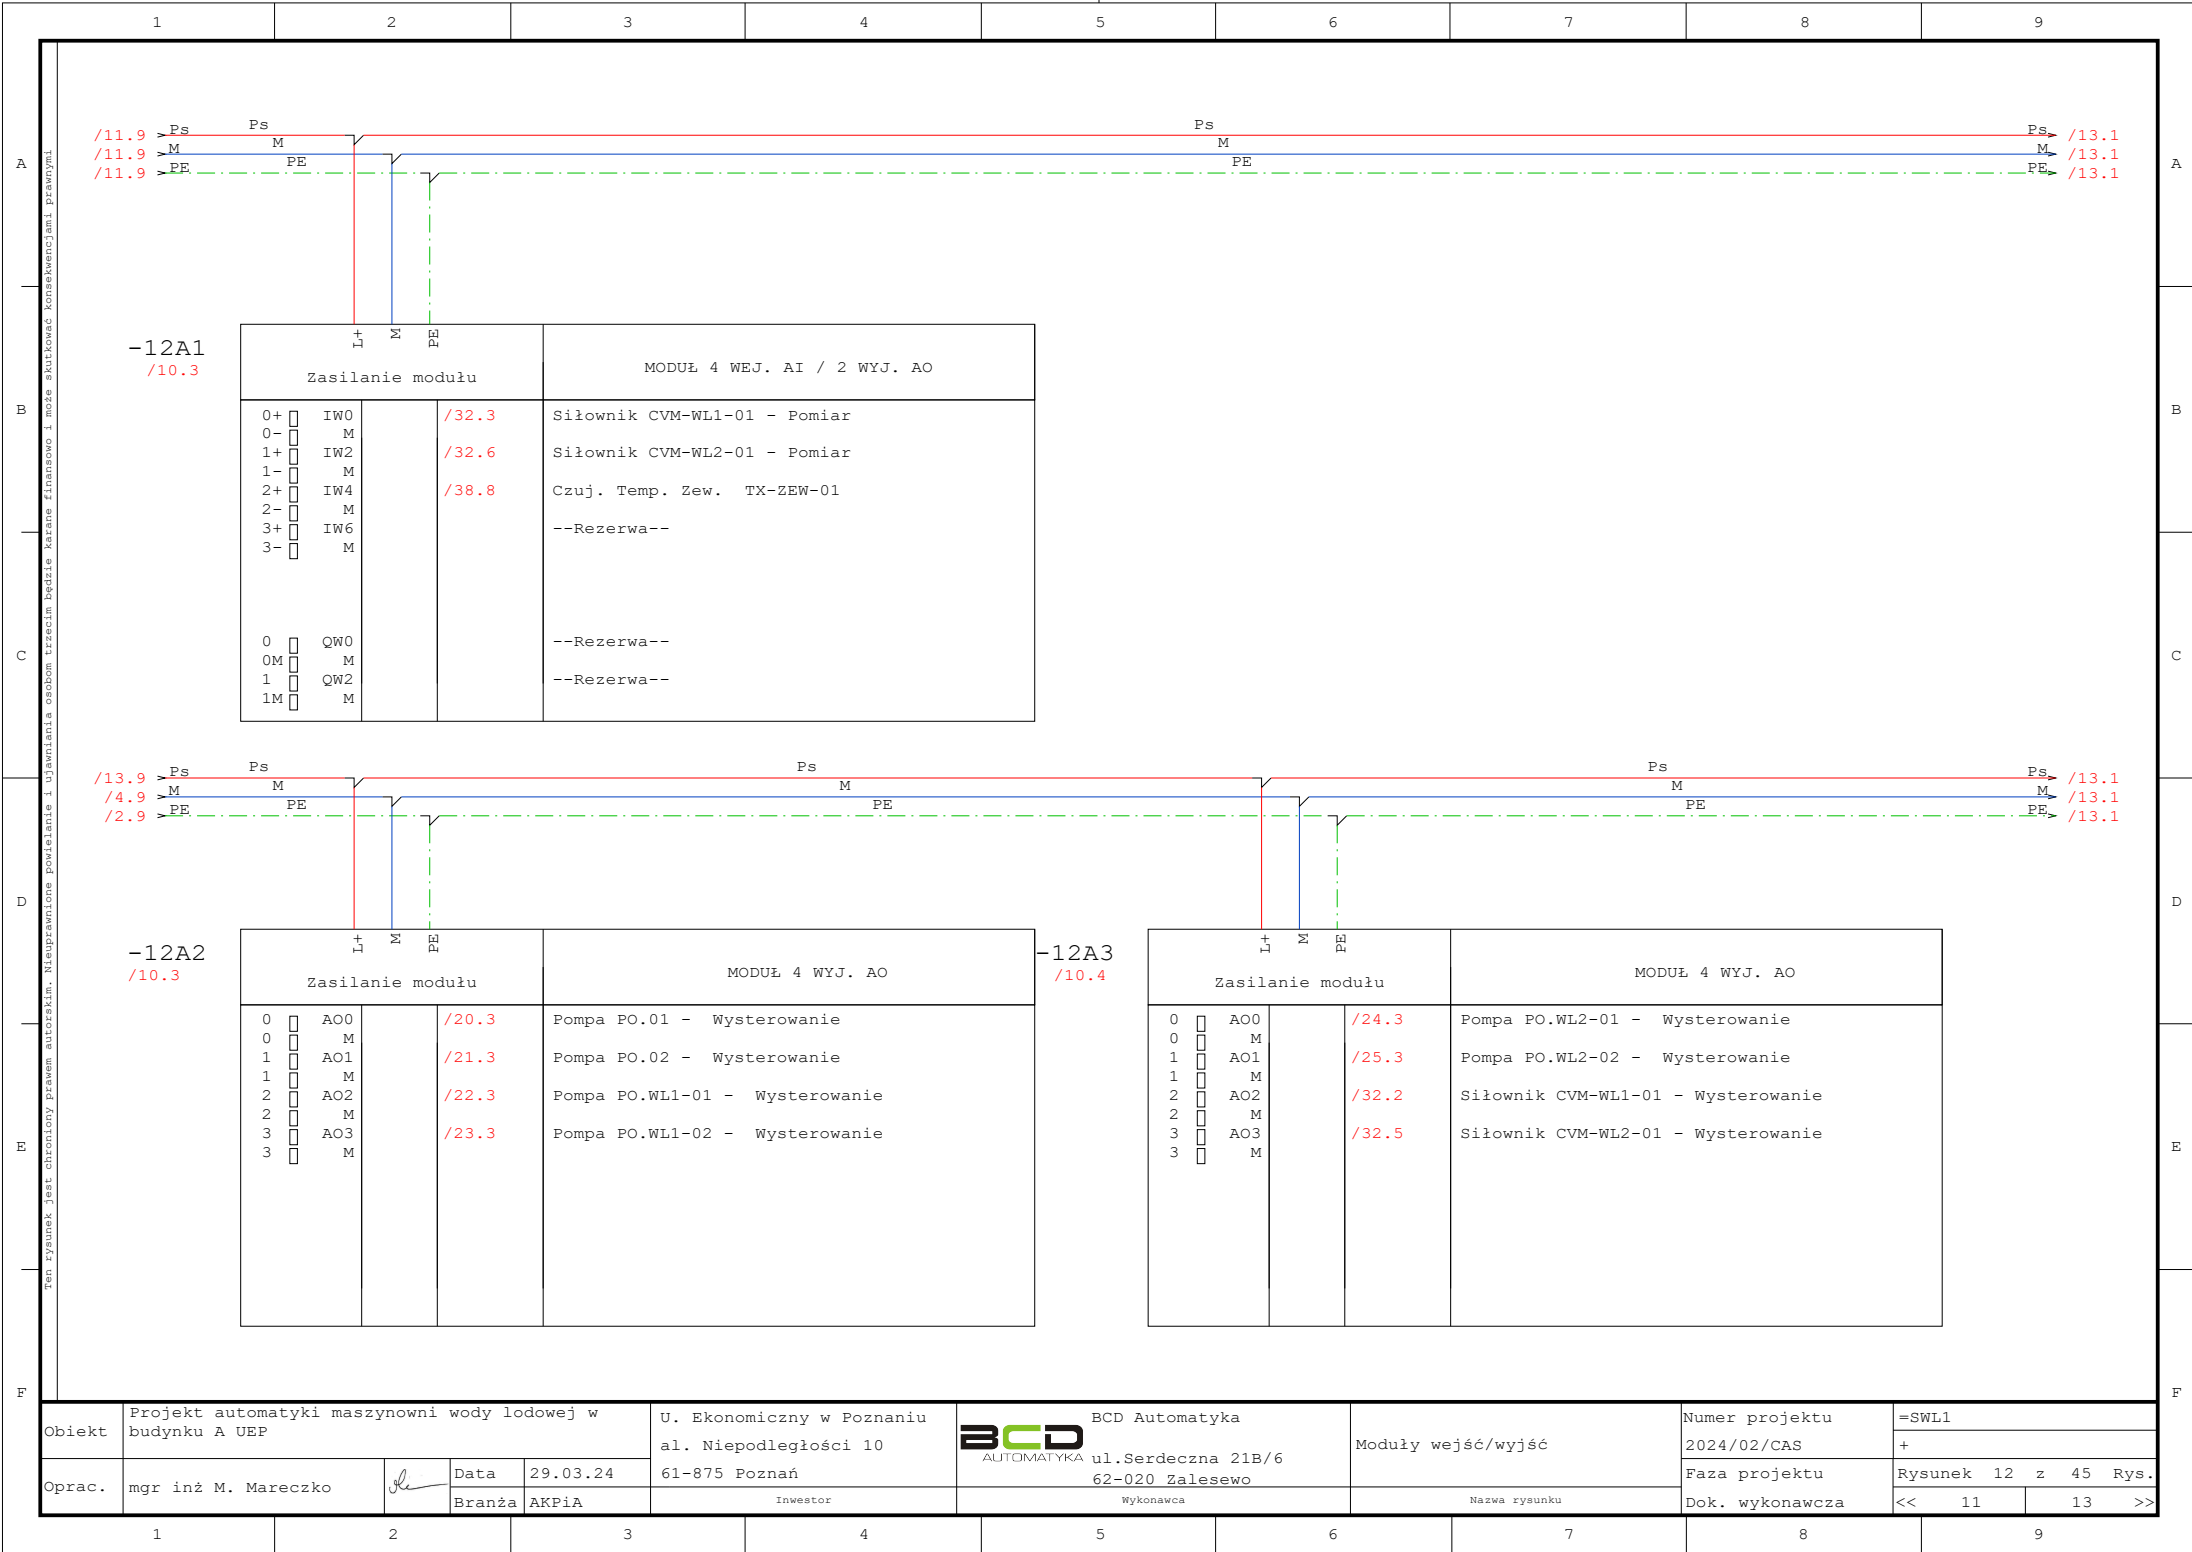 1 2 3 4 5 6 7 8 9
A B C D E F
A B C D E F
Ten rysunek jest chroniony prawem autorskim. Nieuprawnione powielanie i ujawniania osobom trzecim będzie karane finansowo i może skutkować konsekwencjami prawnymi
/11.9 Ps Ps Ps Ps /13.1
/11.9 M M M M /13.1
/11.9 PE PE PE PE /13.1
-12A1
/10.3
L+ M PE
Zasilanie modułu
MODUŁ 4 WEJ. AI / 2 WYJ. AO
0+ IW0 /32.3 Siłownik CVM-WL1-01 - Pomiar
0- M
1+ IW2 /32.6 Siłownik CVM-WL2-01 - Pomiar
1- M
2+ IW4 /38.8 Czuj. Temp. Zew. TX-ZEW-01
2- M
3+ IW6 --Rezerwa--
3- M
0 QW0 --Rezerwa--
0M M
1 QW2 --Rezerwa--
1M M
/13.9 Ps Ps Ps Ps Ps /13.1
/4.9 M M M M M /13.1
/2.9 PE PE PE PE PE /13.1
-12A2
/10.3
L+ M PE
Zasilanie modułu
MODUŁ 4 WYJ. AO
0 AO0 /20.3 Pompa PO.01 - Wysterowanie
0 M
1 AO1 /21.3 Pompa PO.02 - Wysterowanie
1 M
2 AO2 /22.3 Pompa PO.WL1-01 - Wysterowanie
2 M
3 AO3 /23.3 Pompa PO.WL1-02 - Wysterowanie
3 M
-12A3
/10.4
L+ M PE
Zasilanie modułu
MODUŁ 4 WYJ. AO
0 AO0 /24.3 Pompa PO.WL2-01 - Wysterowanie
0 M
1 AO1 /25.3 Pompa PO.WL2-02 - Wysterowanie
1 M
2 AO2 /32.2 Siłownik CVM-WL1-01 - Wysterowanie
2 M
3 AO3 /32.5 Siłownik CVM-WL2-01 - Wysterowanie
3 M
Obiekt
Projekt automatyki maszynowni wody lodowej w
budynku A UEP
Oprac.
mgr inż M. Mareczko
Data 29.03.24
Branża AKPiA
U. Ekonomiczny w Poznaniu
al. Niepodległości 10
61-875 Poznań
Inwestor
BCD
AUTOMATYKA
BCD Automatyka
ul.Serdeczna 21B/6
62-020 Zalesewo
Wykonawca
Moduły wejść/wyjść
Nazwa rysunku
Numer projektu
2024/02/CAS
Faza projektu
Dok. wykonawcza
=SWL1
+
Rysunek 12 z 45 Rys.
<< 11 13 >>
1 2 3 4 5 6 7 8 9